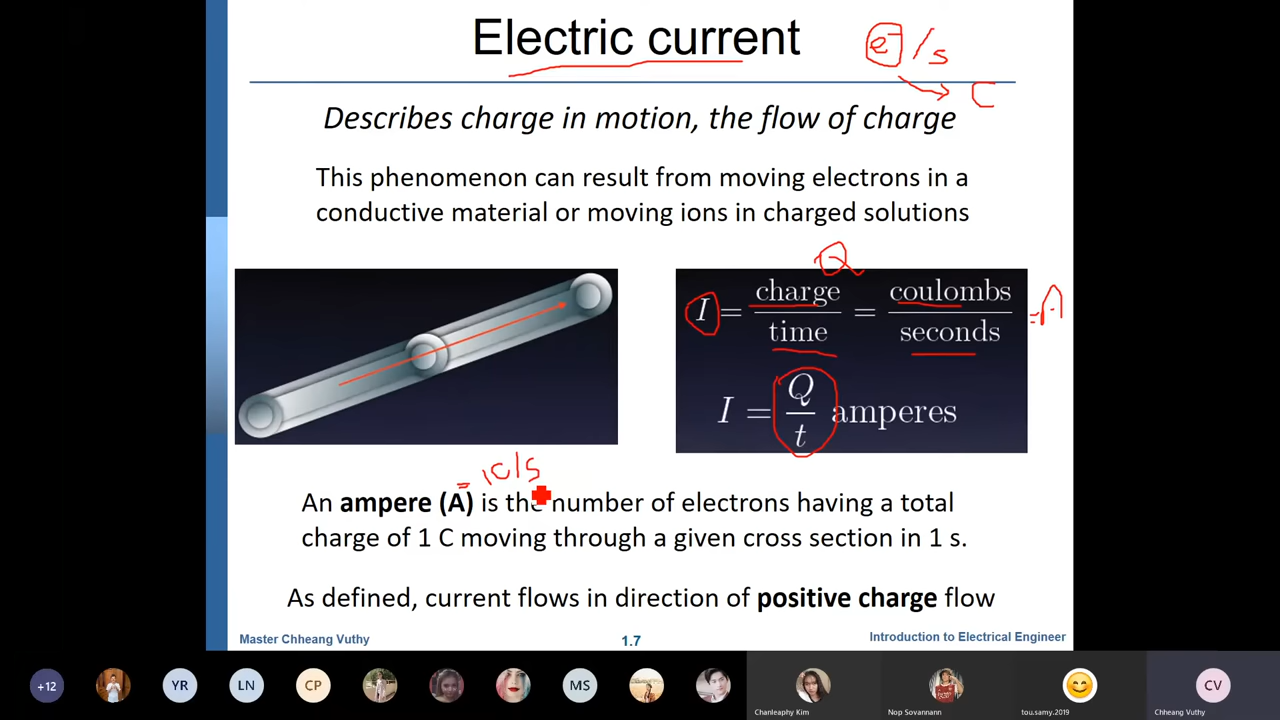 Electric current
e⁻/s
→ C
Describes charge in motion, the flow of charge
This phenomenon can result from moving electrons in a
conductive material or moving ions in charged solutions
Q
I = charge/time = coulombs/seconds = A
I = Q/t amperes
= 1C/s
An ampere (A) is the number of electrons having a total
charge of 1 C moving through a given cross section in 1 s.
As defined, current flows in direction of positive charge flow
Master Chheang Vuthy 1.7 Introduction to Electrical Engineer
+12 YR LN CP MS CV
Chanleaphy Kim Nop Sovannann tou.samy.2019 Chheang Vuthy